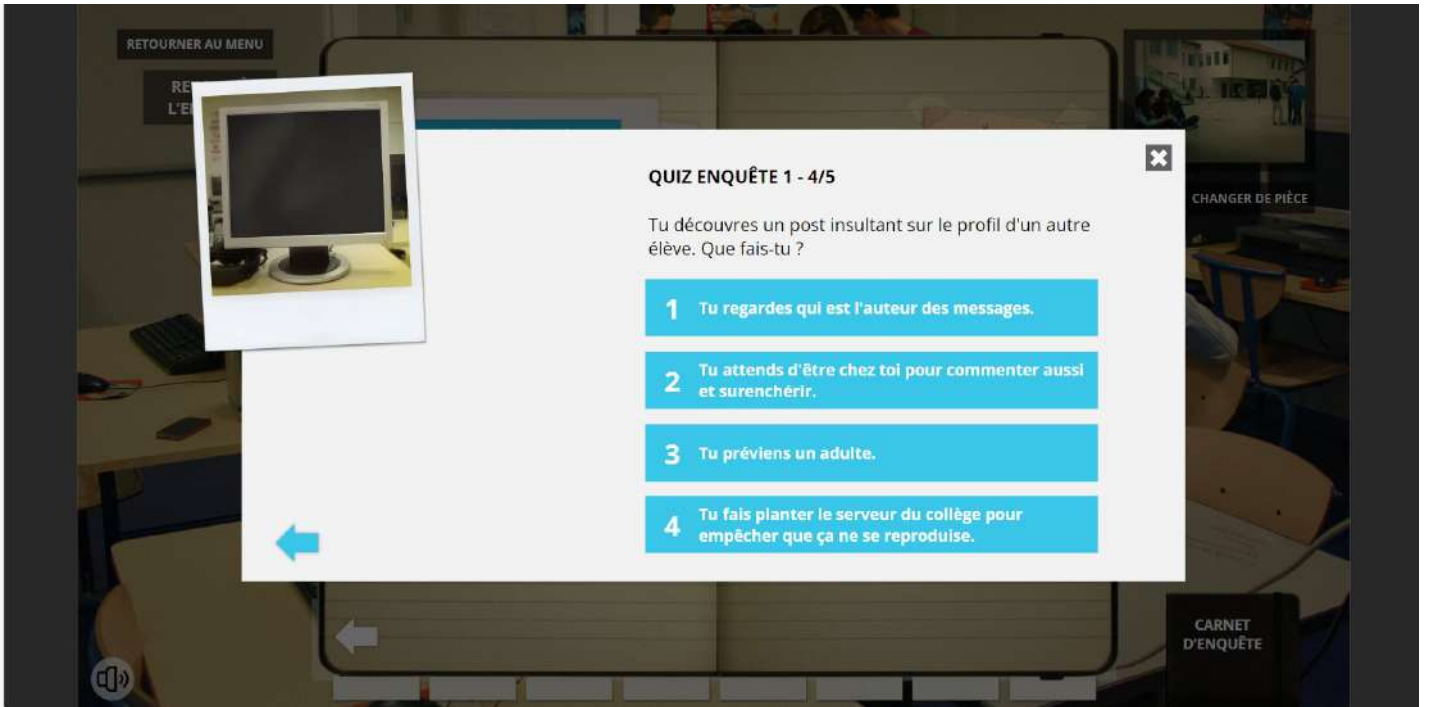 RETOURNER AU MENU
QUIZ ENQUÊTE 1 - 4/5
Tu découvres un post insultant sur le profil d'un autre
élève. Que fais-tu ?
1 Tu regardes qui est l'auteur des messages.
2 Tu attends d'être chez toi pour commenter aussi
et surenchérir.
3 Tu préviens un adulte.
4 Tu fais planter le serveur du collège pour
empêcher que ça ne se reproduise.
CHANGER DE PIÈCE
CARNET
D'ENQUÊTE